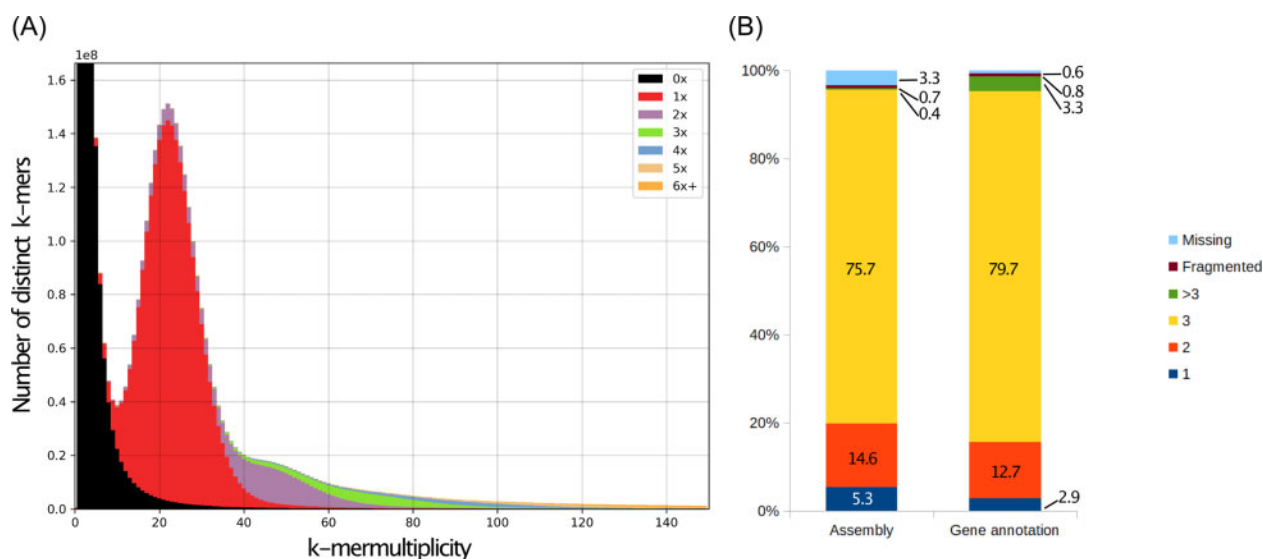 (A)
1e8
1.6
1.4
1.2
1.0
0.8
0.6
0.4
0.2
0.0
0
20
40
60
80
100
120
140
Number of distinct k-mers
k-mermultiplicity
0x
1x
2x
3x
4x
5x
6x+
(B)
100%
80%
60%
40%
20%
0%
3.3
0.7
0.4
75.7
14.6
5.3
Assembly
0.6
0.8
3.3
79.7
12.7
2.9
Gene annotation
Missing
Fragmented
>3
3
2
1